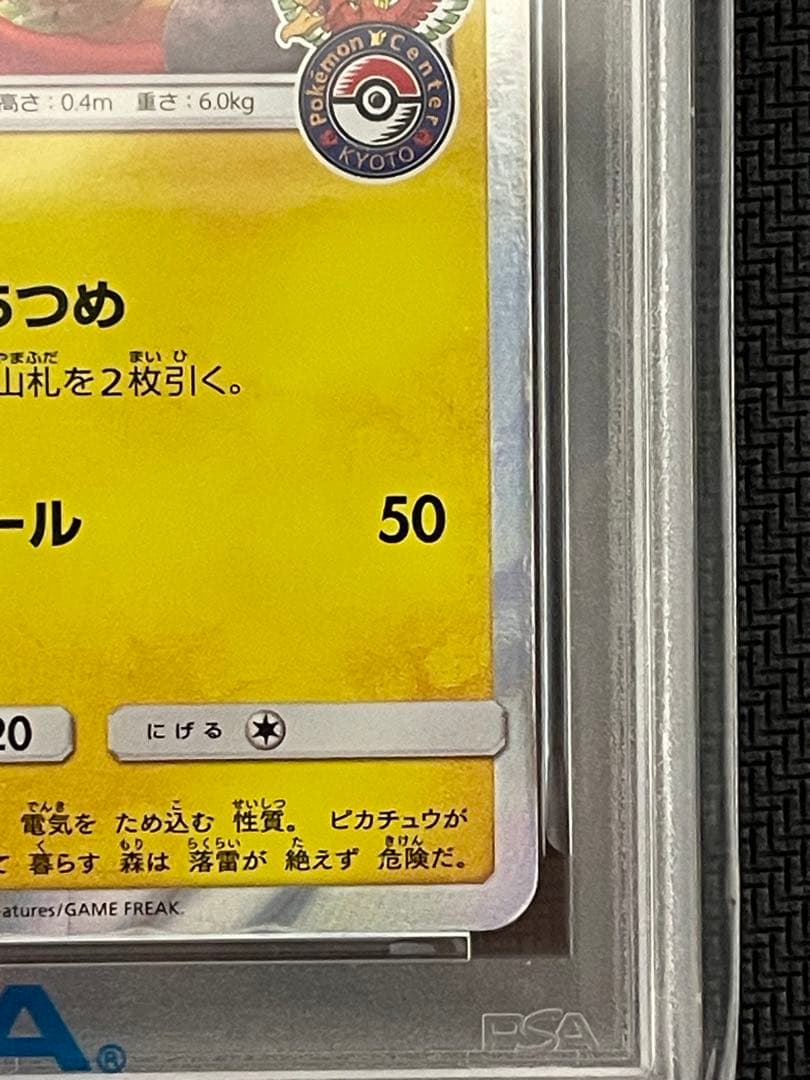 Pokémon Center
KYOTO
高さ：0.4m 重さ：6.0kg
つめ
山札を2枚引く。
ール 50
20
にげる
電気を ため込む 性質。 ピカチュウが
て 暮らす 森は 落雷が 絶えず 危険だ。
atures/GAME FREAK.
A®
PSA